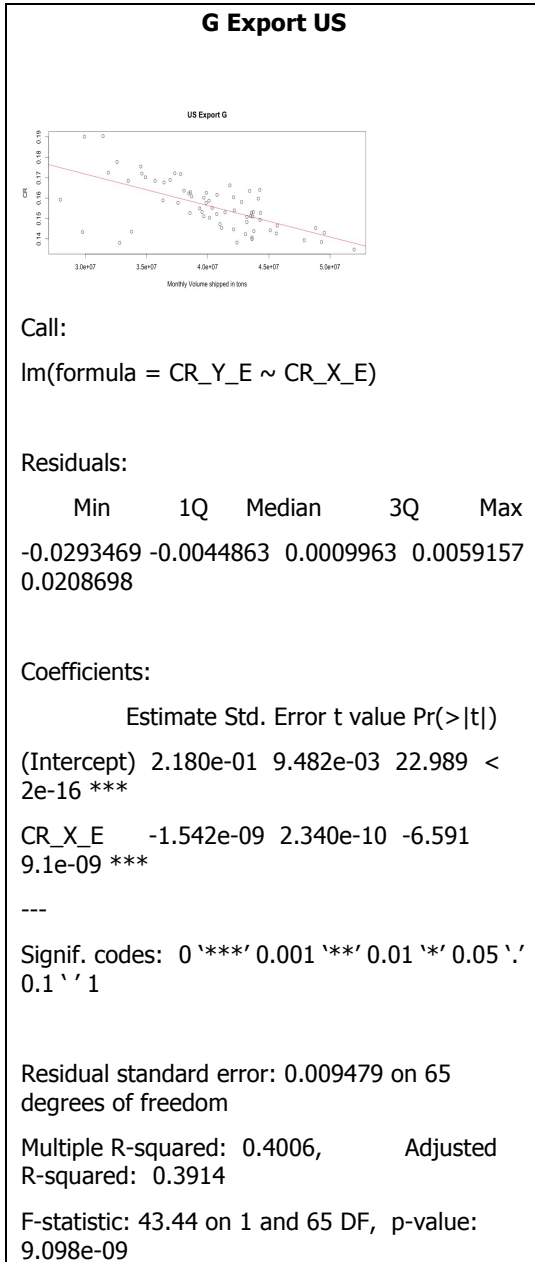 G Export US
US Export G
CR
0.14 0.15 0.16 0.17 0.18 0.19
3.0e+07 3.5e+07 4.0e+07 4.5e+07 5.0e+07
Monthly Volume shipped in tons
Call:
lm(formula = CR_Y_E ~ CR_X_E)
Residuals:
Min 1Q Median 3Q Max
-0.0293469 -0.0044863 0.0009963 0.0059157
0.0208698
Coefficients:
Estimate Std. Error t value Pr(>|t|)
(Intercept) 2.180e-01 9.482e-03 22.989 <
2e-16 ***
CR_X_E -1.542e-09 2.340e-10 -6.591
9.1e-09 ***
---
Signif. codes: 0 ‘***’ 0.001 ‘**’ 0.01 ‘*’ 0.05 ‘.’
0.1 ‘ ’ 1
Residual standard error: 0.009479 on 65
degrees of freedom
Multiple R-squared: 0.4006, Adjusted
R-squared: 0.3914
F-statistic: 43.44 on 1 and 65 DF, p-value:
9.098e-09